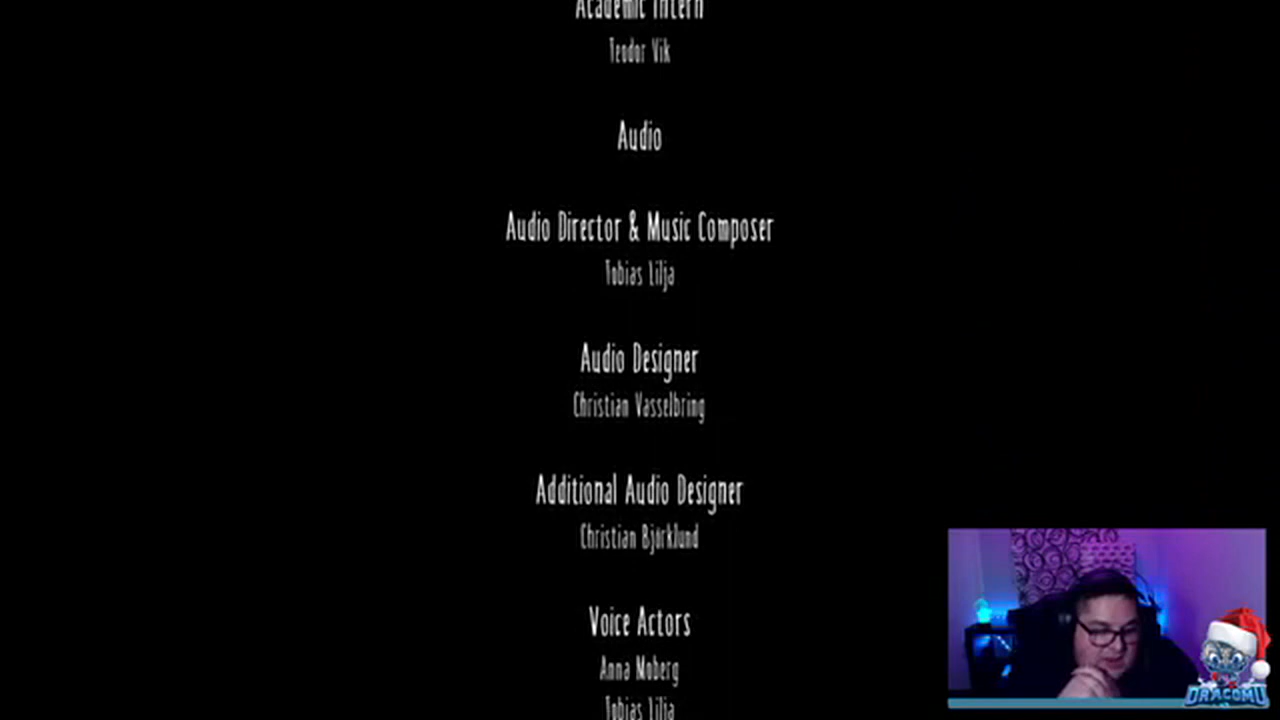 Academic Intern
Teodor Vik
Audio
Audio Director & Music Composer
Tobias Lilja
Audio Designer
Christian Vasselbring
Additional Audio Designer
Christian Björklund
Voice Actors
Anna Moberg
Tobias Lilja
DRACOMU